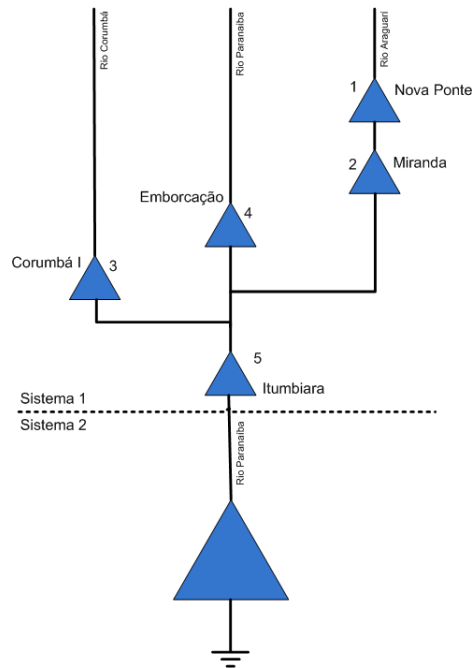 Rio Corumbá
Rio Paranaíba
Rio Araguari
1
Nova Ponte
2
Miranda
Emborcação
4
Corumbá I
3
5
Itumbiara
Sistema 1
Sistema 2
Rio Paranaíba